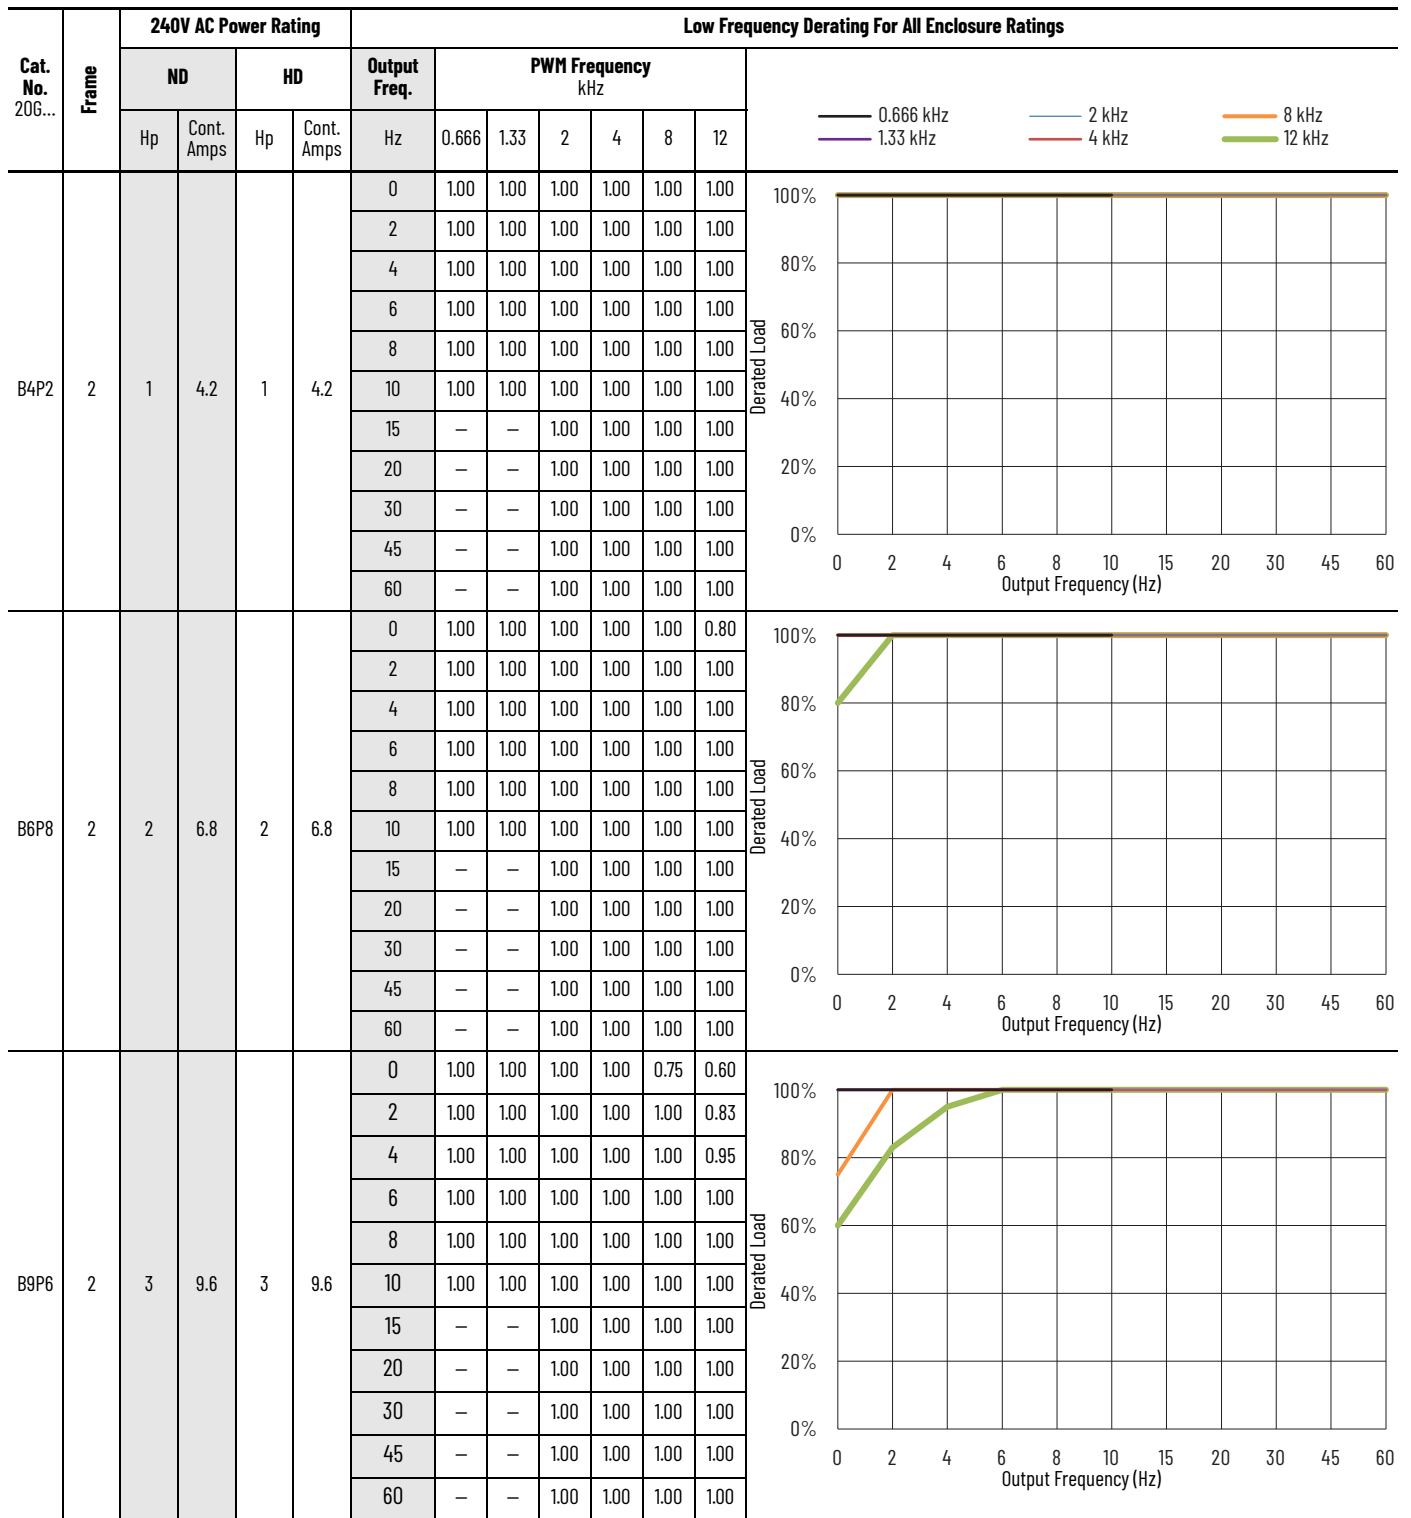 Cat. No. 20G...
Frame
240V AC Power Rating
Low Frequency Derating For All Enclosure Ratings
ND
HD
Output Freq.
PWM Frequency
kHz
Hp
Cont. Amps
Hp
Cont. Amps
Hz
0.666 1.33 2 4 8 12
0.666 kHz
2 kHz
8 kHz
1.33 kHz
4 kHz
12 kHz
B4P2 2 1 4.2 1 4.2
0 1.00 1.00 1.00 1.00 1.00 1.00
2 1.00 1.00 1.00 1.00 1.00 1.00
4 1.00 1.00 1.00 1.00 1.00 1.00
6 1.00 1.00 1.00 1.00 1.00 1.00
8 1.00 1.00 1.00 1.00 1.00 1.00
10 1.00 1.00 1.00 1.00 1.00 1.00
15 – – 1.00 1.00 1.00 1.00
20 – – 1.00 1.00 1.00 1.00
30 – – 1.00 1.00 1.00 1.00
45 – – 1.00 1.00 1.00 1.00
60 – – 1.00 1.00 1.00 1.00
Derated Load
100%
80%
60%
40%
20%
0%
0 2 4 6 8 10 15 20 30 45 60
Output Frequency (Hz)
B6P8 2 2 6.8 2 6.8
0 1.00 1.00 1.00 1.00 1.00 0.80
2 1.00 1.00 1.00 1.00 1.00 1.00
4 1.00 1.00 1.00 1.00 1.00 1.00
6 1.00 1.00 1.00 1.00 1.00 1.00
8 1.00 1.00 1.00 1.00 1.00 1.00
10 1.00 1.00 1.00 1.00 1.00 1.00
15 – – 1.00 1.00 1.00 1.00
20 – – 1.00 1.00 1.00 1.00
30 – – 1.00 1.00 1.00 1.00
45 – – 1.00 1.00 1.00 1.00
60 – – 1.00 1.00 1.00 1.00
Derated Load
100%
80%
60%
40%
20%
0%
0 2 4 6 8 10 15 20 30 45 60
Output Frequency (Hz)
B9P6 2 3 9.6 3 9.6
0 1.00 1.00 1.00 1.00 0.75 0.60
2 1.00 1.00 1.00 1.00 1.00 0.83
4 1.00 1.00 1.00 1.00 1.00 0.95
6 1.00 1.00 1.00 1.00 1.00 1.00
8 1.00 1.00 1.00 1.00 1.00 1.00
10 1.00 1.00 1.00 1.00 1.00 1.00
15 – – 1.00 1.00 1.00 1.00
20 – – 1.00 1.00 1.00 1.00
30 – – 1.00 1.00 1.00 1.00
45 – – 1.00 1.00 1.00 1.00
60 – – 1.00 1.00 1.00 1.00
Derated Load
100%
80%
60%
40%
20%
0%
0 2 4 6 8 10 15 20 30 45 60
Output Frequency (Hz)